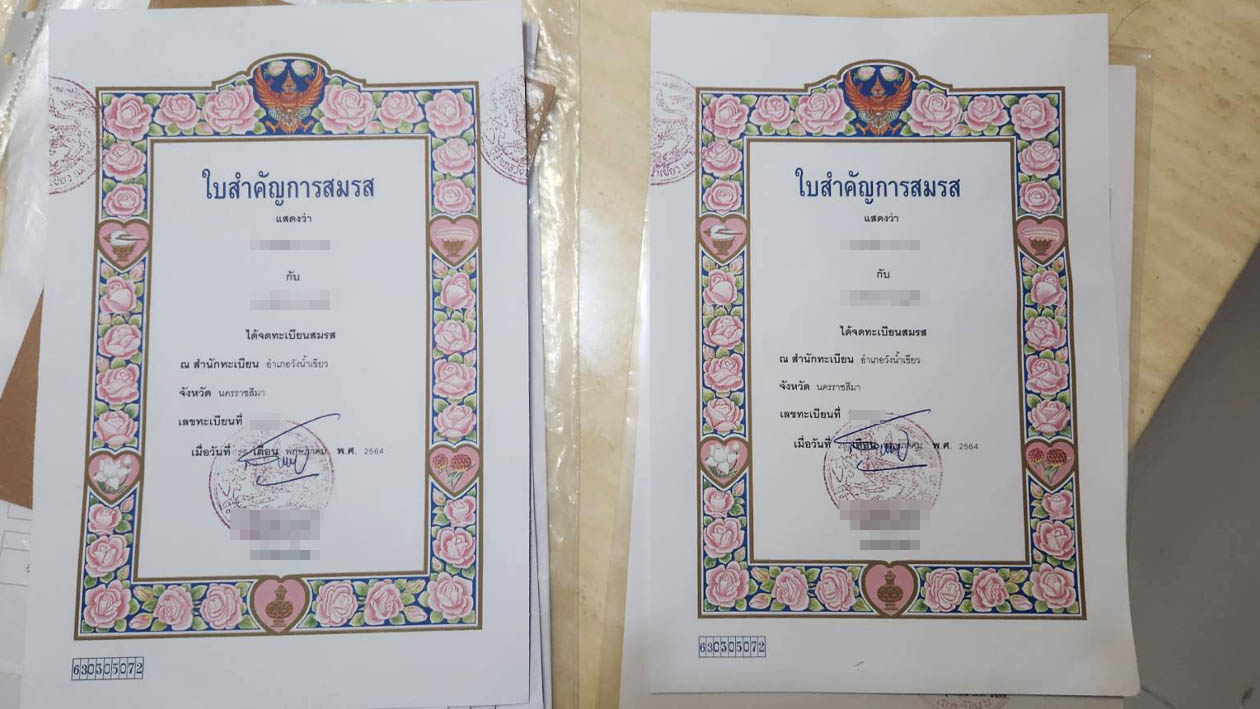 ใบสำคัญการสมรส
แสดงว่า
กับ
ได้จดทะเบียนสมรส
ณ สำนักทะเบียน อำเภอวังน้ำเขียว
จังหวัด นครราชสีมา
เลขทะเบียนที่
เมื่อวันที่ เดือน พฤษภาคม พ.ศ. 2564
630505072
ใบสำคัญการสมรส
แสดงว่า
กับ
ได้จดทะเบียนสมรส
ณ สำนักทะเบียน อำเภอวังน้ำเขียว
จังหวัด นครราชสีมา
เลขทะเบียนที่
เมื่อวันที่ เดือน พ.ศ. 2564
630505072